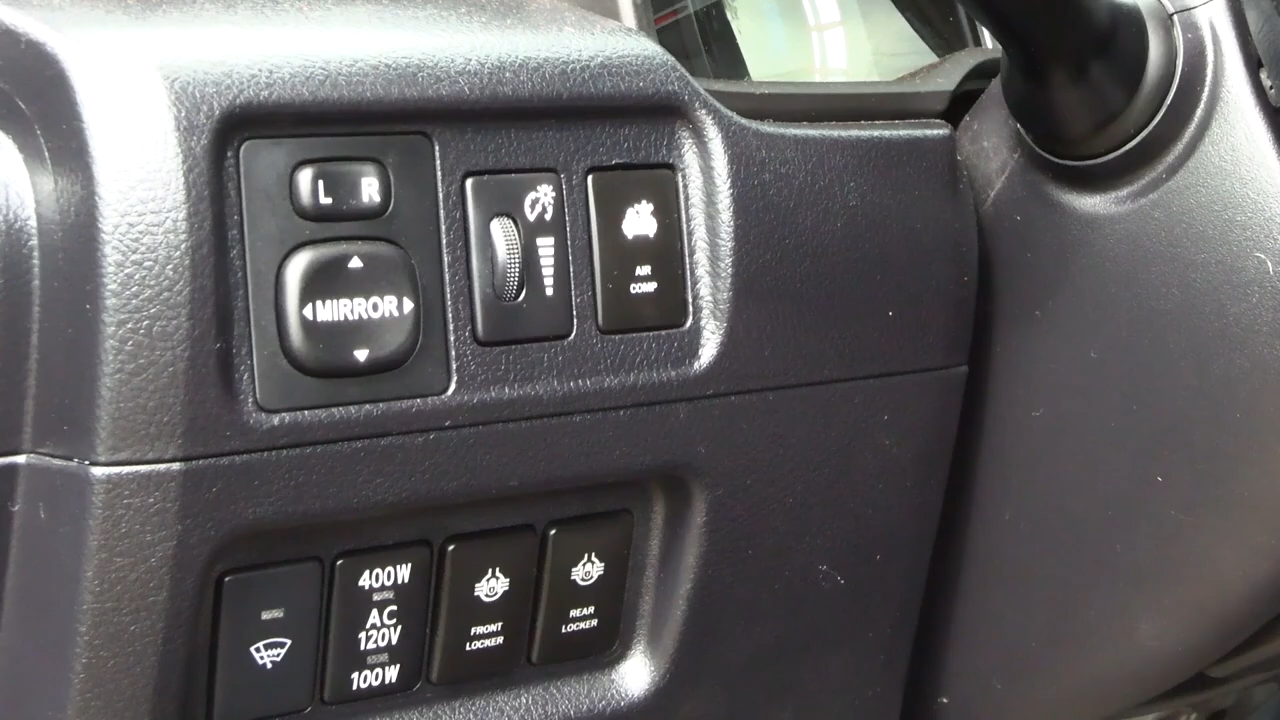 L R
MIRROR
AIR
COMP
400W
AC
120V
100W
FRONT
LOCKER
REAR
LOCKER